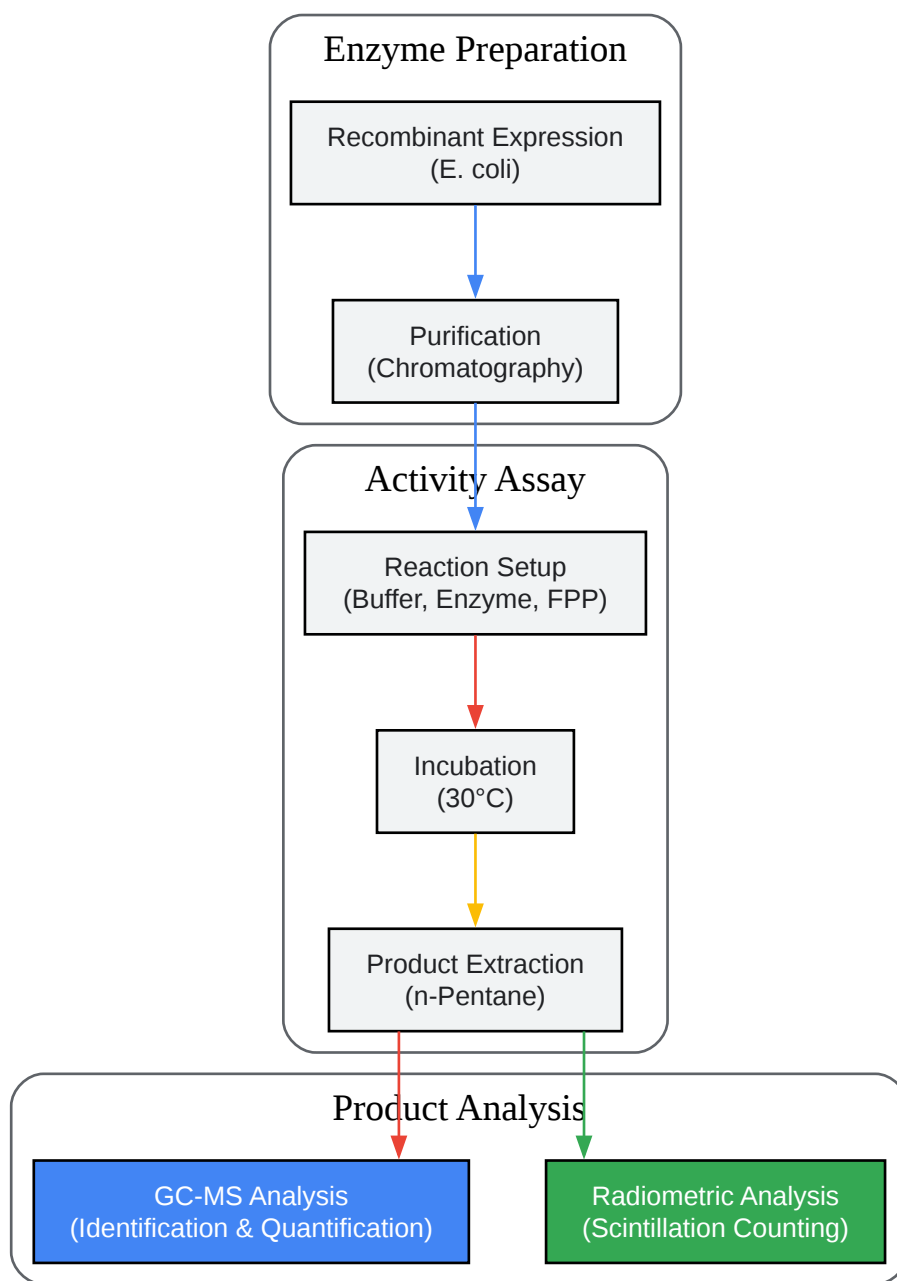 Enzyme Preparation
Recombinant Expression
(E. coli)
Purification
(Chromatography)
Activity Assay
Reaction Setup
(Buffer, Enzyme, FPP)
Incubation
(30°C)
Product Extraction
(n-Pentane)
Product Analysis
GC-MS Analysis
(Identification & Quantification)
Radiometric Analysis
(Scintillation Counting)